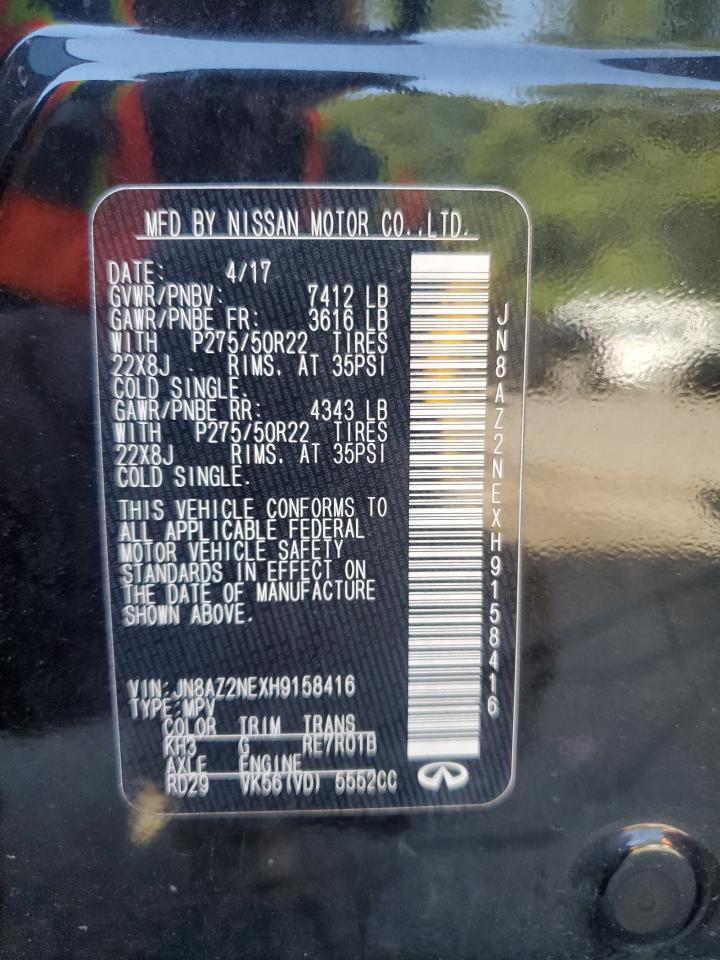 MFD BY NISSAN MOTOR CO.,LTD.
DATE: 4/17
GVWR/PNBV: 7412 LB
GAWR/PNBE FR: 3616 LB
WITH P275/50R22 TIRES
22X8J RIMS. AT 35PSI
COLD SINGLE.
GAWR/PNBE RR: 4343 LB
WITH P275/50R22 TIRES
22X8J RIMS. AT 35PSI
COLD SINGLE.
THIS VEHICLE CONFORMS TO
ALL APPLICABLE FEDERAL
MOTOR VEHICLE SAFETY
STANDARDS IN EFFECT ON
THE DATE OF MANUFACTURE
SHOWN ABOVE.
VIN: JN8AZ2NEXH9158416
TYPE: MPV
COLOR TRIM TRANS
KH3 G RE7R01B
AXLE ENGINE
RD29 VK56(VD) 5552CC
JN8AZ2NEXH9158416